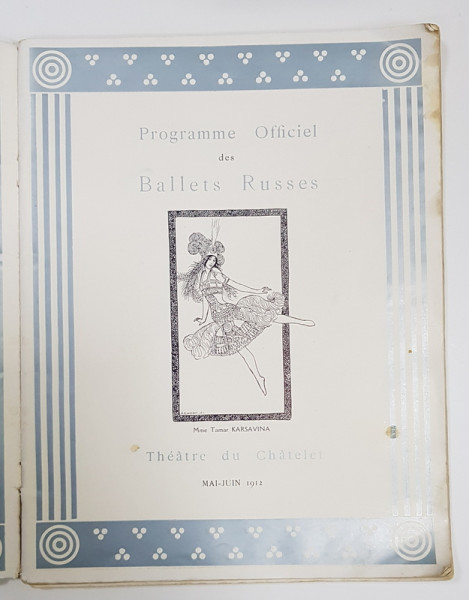 Programme Officiel
des
Ballets Russes
Mme Tamar KARSAVINA
Théâtre du Châtelet
MAI-JUIN 1912